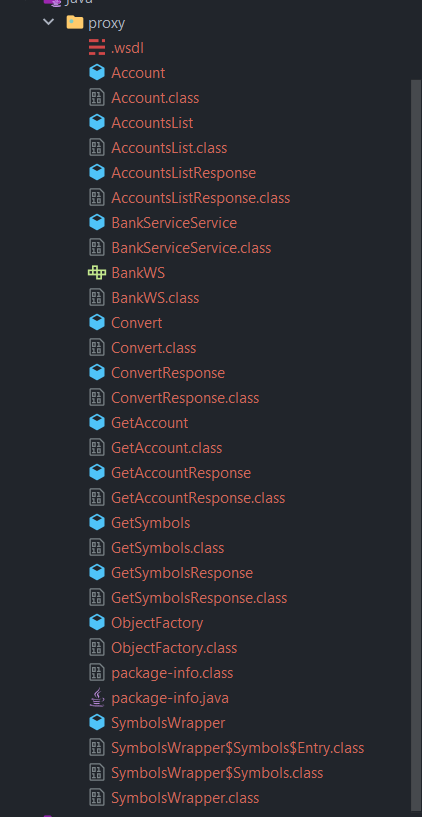 java
proxy
.wsdl
Account
Account.class
AccountsList
AccountsList.class
AccountsListResponse
AccountsListResponse.class
BankServiceService
BankServiceService.class
BankWS
BankWS.class
Convert
Convert.class
ConvertResponse
ConvertResponse.class
GetAccount
GetAccount.class
GetAccountResponse
GetAccountResponse.class
GetSymbols
GetSymbols.class
GetSymbolsResponse
GetSymbolsResponse.class
ObjectFactory
ObjectFactory.class
package-info.class
package-info.java
SymbolsWrapper
SymbolsWrapper$Symbols$Entry.class
SymbolsWrapper$Symbols.class
SymbolsWrapper.class